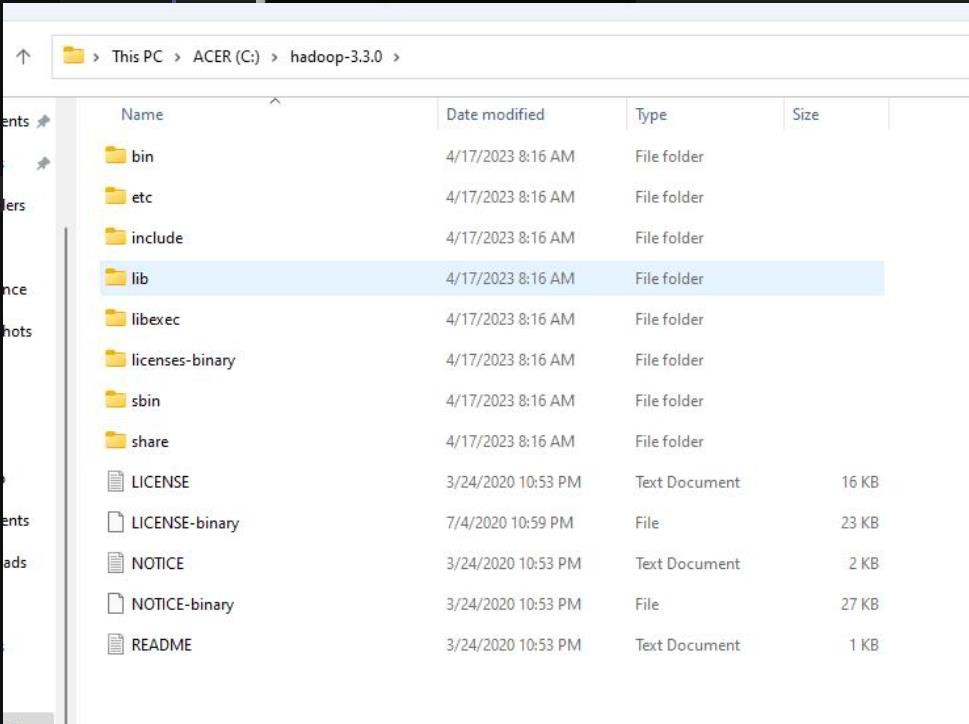 This PC > ACER (C:) > hadoop-3.3.0 >
Name Date modified Type Size
bin 4/17/2023 8:16 AM File folder
etc 4/17/2023 8:16 AM File folder
include 4/17/2023 8:16 AM File folder
lib 4/17/2023 8:16 AM File folder
libexec 4/17/2023 8:16 AM File folder
licenses-binary 4/17/2023 8:16 AM File folder
sbin 4/17/2023 8:16 AM File folder
share 4/17/2023 8:16 AM File folder
LICENSE 3/24/2020 10:53 PM Text Document 16 KB
LICENSE-binary 7/4/2020 10:59 PM File 23 KB
NOTICE 3/24/2020 10:53 PM Text Document 2 KB
NOTICE-binary 3/24/2020 10:53 PM File 27 KB
README 3/24/2020 10:53 PM Text Document 1 KB